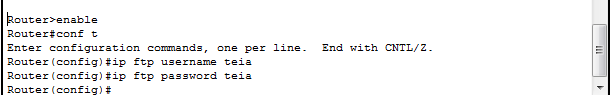 Router>enable
Router#conf t
Enter configuration commands, one per line.  End with CNTL/Z.
Router(config)#ip ftp username teia
Router(config)#ip ftp password teia
Router(config)#